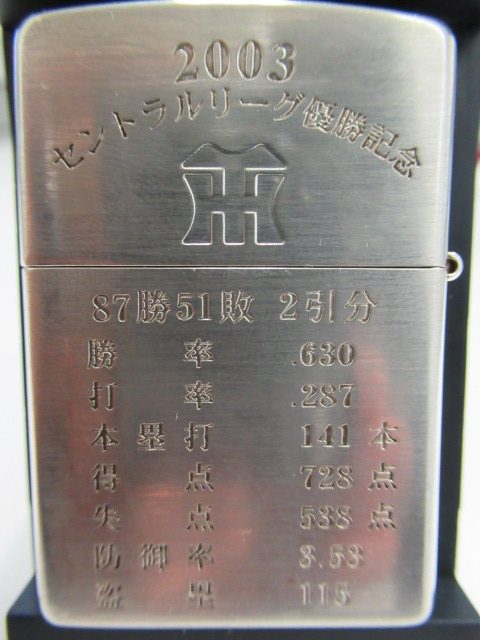 2003
セントラルリーグ優勝記念
HT
87勝51敗 2引分
勝率 .630
打率 .287
本塁打 141本
得点 728点
失点 538点
防御率 3.53
盗塁 115